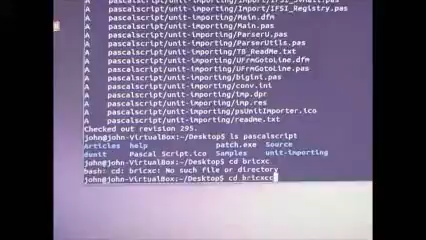 A pascalscript/unit-importing/Import/IFSI_Registry.pas
A pascalscript/unit-importing/Main.dfm
A pascalscript/unit-importing/Main.pas
A pascalscript/unit-importing/ParserU.pas
A pascalscript/unit-importing/ParserUtils.pas
A pascalscript/unit-importing/TB_ReadMe.txt
A pascalscript/unit-importing/UFrmGotoLine.dfm
A pascalscript/unit-importing/UFrmGotoLine.pas
A pascalscript/unit-importing/bigini.pas
A pascalscript/unit-importing/conv.ini
A pascalscript/unit-importing/imp.dpr
A pascalscript/unit-importing/imp.res
A pascalscript/unit-importing/psUnitImporter.ico
A pascalscript/unit-importing/readme.txt
Checked out revision 295.
john@john-VirtualBox:~/Desktop$ ls pascalscript
Articles help patch.exe Source
dunit Pascal Script.ico Samples unit-importing
john@john-VirtualBox:~/Desktop$ cd bricxc
bash: cd: bricxc: No such file or directory
john@john-VirtualBox:~/Desktop$ cd bricxcc